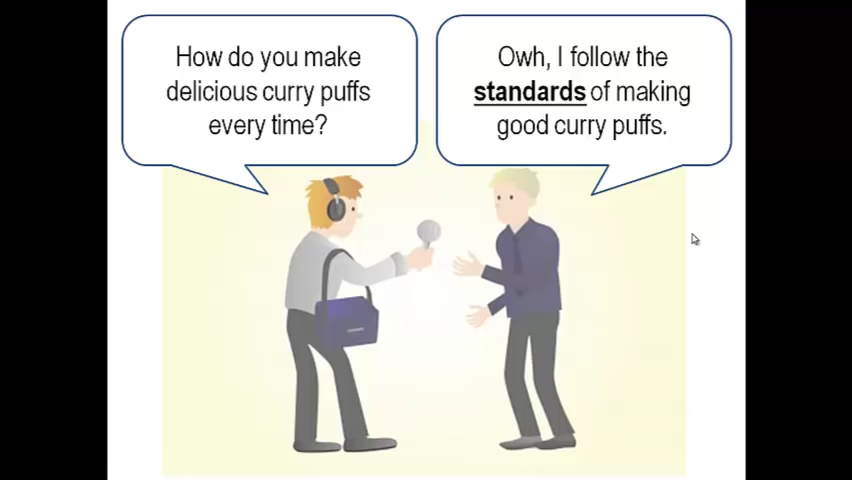 How do you make
delicious curry puffs
every time?
Owh, I follow the
standards of making
good curry puffs.